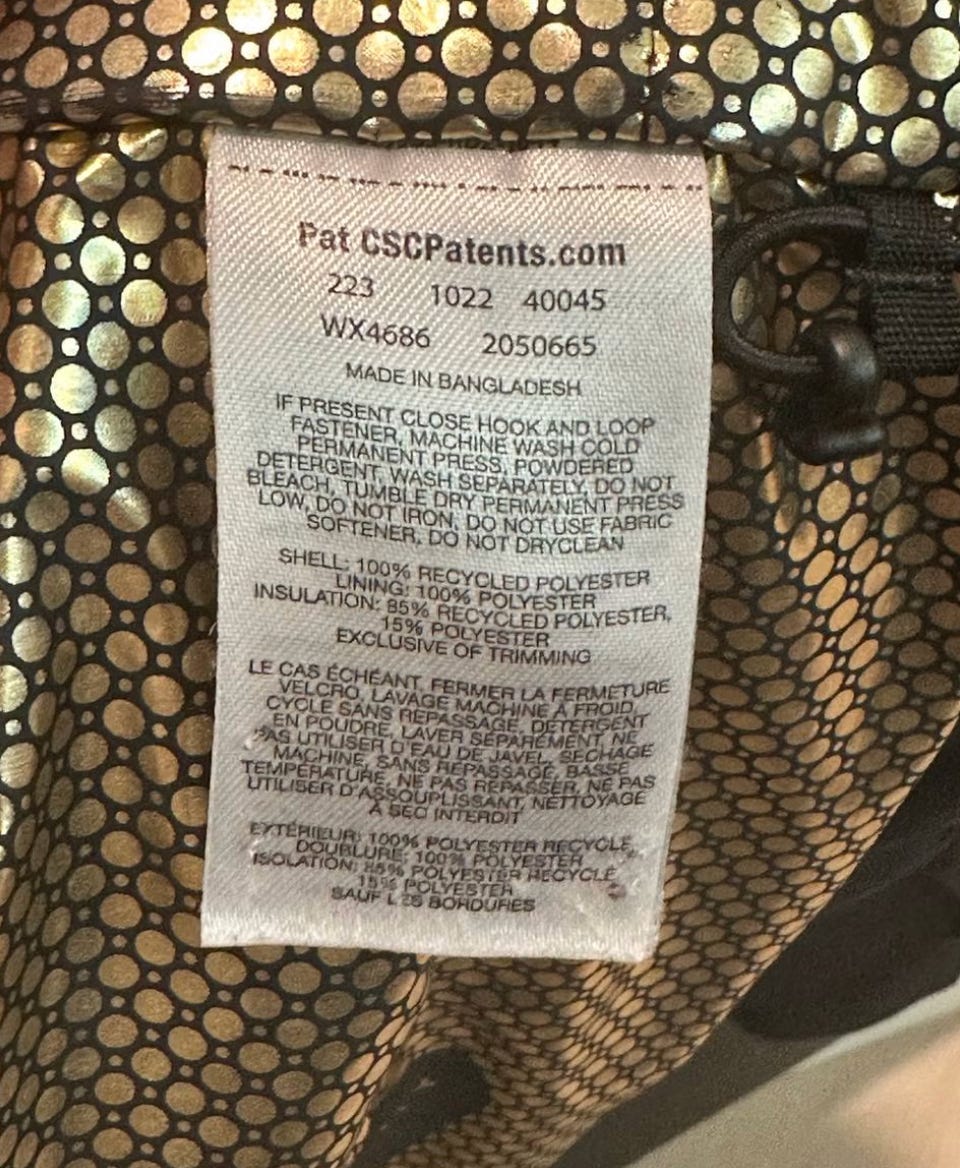 Pat CSCPatents.com
223 1022 40045
WX4686 2050665
MADE IN BANGLADESH
IF PRESENT CLOSE HOOK AND LOOP
FASTENER, MACHINE WASH COLD
PERMANENT PRESS, POWDERED
DETERGENT, WASH SEPARATELY, DO NOT
BLEACH, TUMBLE DRY PERMANENT PRESS
LOW, DO NOT IRON, DO NOT USE FABRIC
SOFTENER, DO NOT DRYCLEAN
SHELL: 100% RECYCLED POLYESTER
LINING: 100% POLYESTER
INSULATION: 85% RECYCLED POLYESTER,
15% POLYESTER
EXCLUSIVE OF TRIMMING
LE CAS ÉCHÉANT, FERMER LA FERMETURE
VELCRO, LAVAGE MACHINE À FROID,
CYCLE SANS REPASSAGE, DÉTERGENT
EN POUDRE, LAVER SÉPARÉMENT, NE
PAS UTILISER D'EAU DE JAVEL, SÉCHAGE
MACHINE, SANS REPASSAGE, BASSE
TEMPÉRATURE, NE PAS REPASSER, NE PAS
UTILISER D'ASSOUPLISSANT, NETTOYAGE
À SEC INTERDIT
EXTÉRIEUR: 100% POLYESTER RECYCLÉ,
DOUBLURE: 100% POLYESTER
ISOLATION: 85% POLYESTER RECYCLÉ
15% POLYESTER
SAUF LES BORDURES